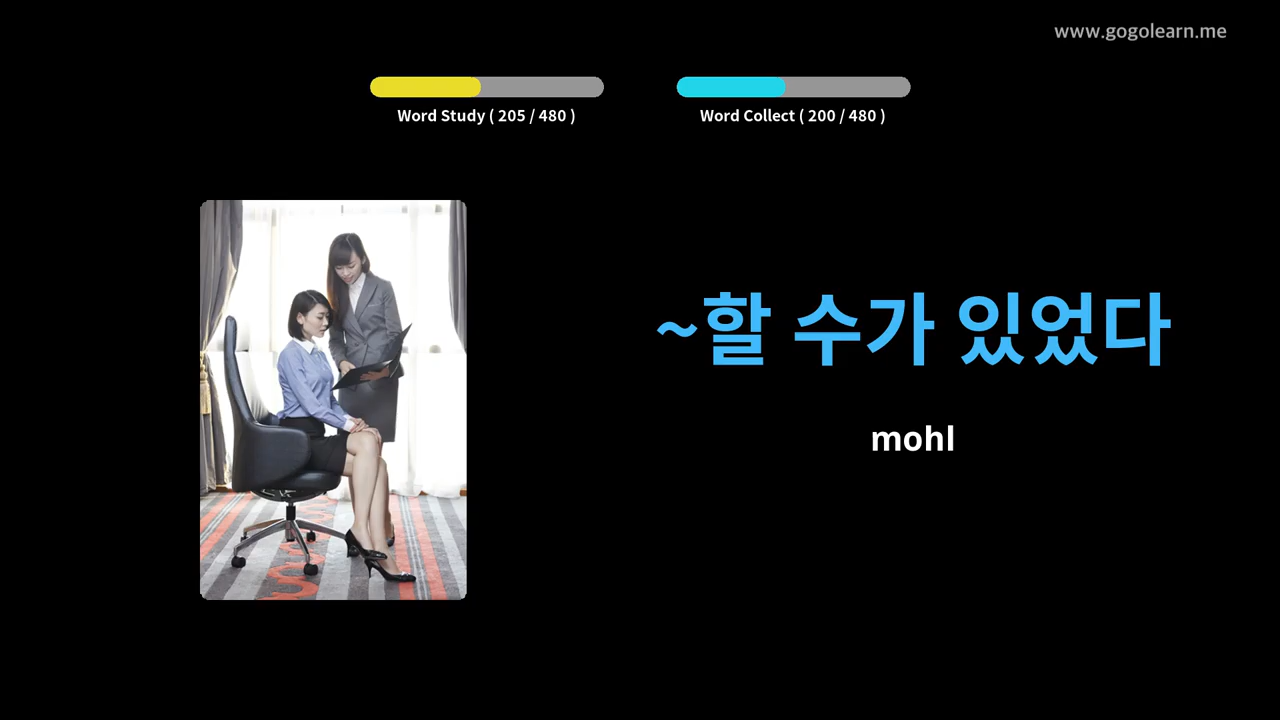 www.gogolearn.me
Word Study ( 205 / 480 )
Word Collect ( 200 / 480 )
~할 수가 있었다
mohl